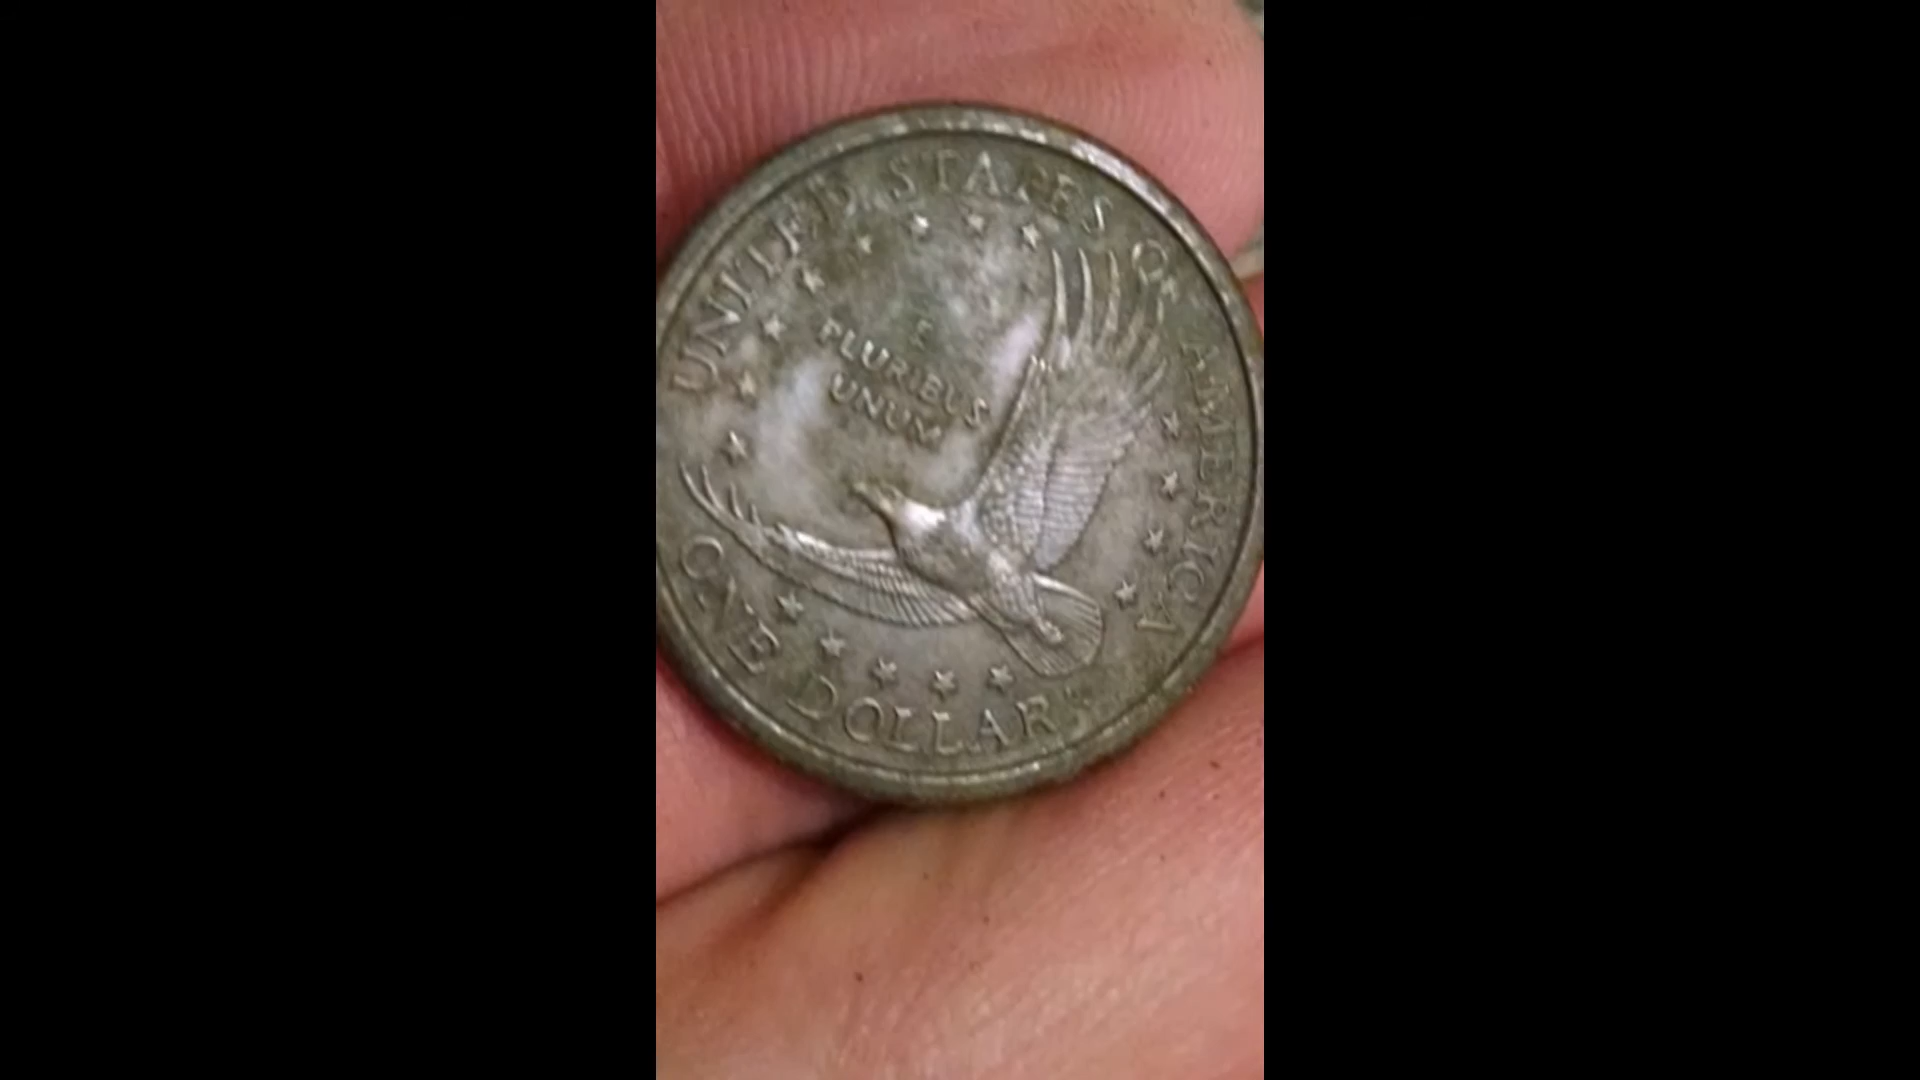 UNITED STATES OF AMERICA
E
PLURIBUS
UNUM
ONE DOLLAR